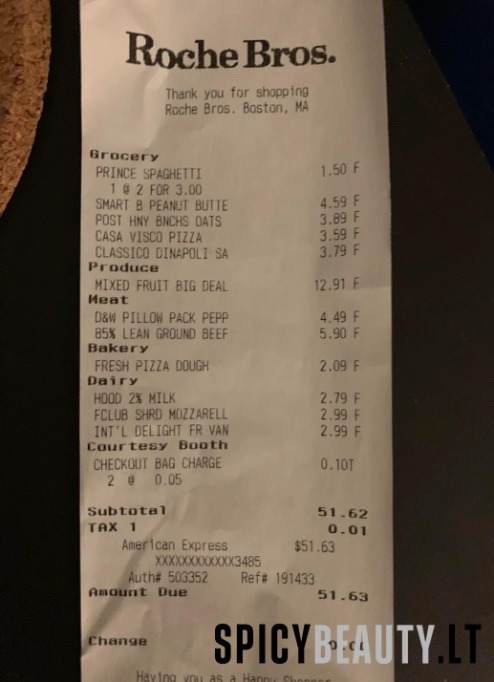 Roche Bros.
Thank you for shopping
Roche Bros. Boston, MA
Grocery
PRINCE SPAGHETTI 1.50 F
1 @ 2 FOR 3.00
SMART B PEANUT BUTTE 4.59 F
POST HNY BNCHS OATS 3.89 F
CASA VISCO PIZZA 3.59 F
CLASSICO DINAPOLI SA 3.79 F
Produce
MIXED FRUIT BIG DEAL 12.91 F
Meat
D&W PILLOW PACK PEPP 4.49 F
85% LEAN GROUND BEEF 5.90 F
Bakery
FRESH PIZZA DOUGH 2.09 F
Dairy
HOOD 2% MILK 2.79 F
FCLUB SHRD MOZZARELL 2.99 F
INT'L DELIGHT FR VAN 2.99 F
Courtesy Booth
CHECKOUT BAG CHARGE 0.10T
2 @ 0.05
Subtotal 51.62
TAX 1 0.01
American Express $51.63
XXXXXXXXXXXX3485
Auth# 503352 Ref# 191433
Amount Due 51.63
Change
SPICYBEAUTY.LT
Having you as a Happy Shopper